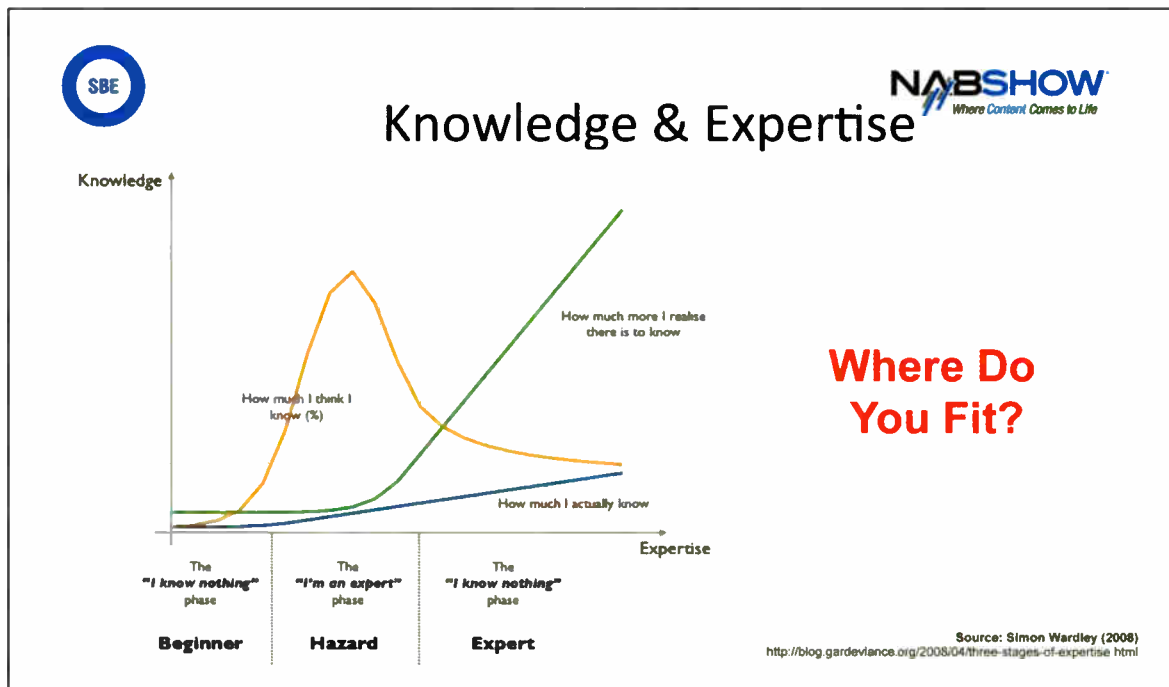 SBE
NABSHOW
Where Content Comes to Life
Knowledge & Expertise
Knowledge
How much more I realise
there is to know
How much I think I
know (%)
Where Do
You Fit?
How much I actually know
Expertise
The
"I know nothing"
phase
Beginner
The
"I'm an expert"
phase
Hazard
The
"I know nothing"
phase
Expert
Source: Simon Wardley (2008)
http://blog.gardeviance.org/2008/04/three-stages-of-expertise html